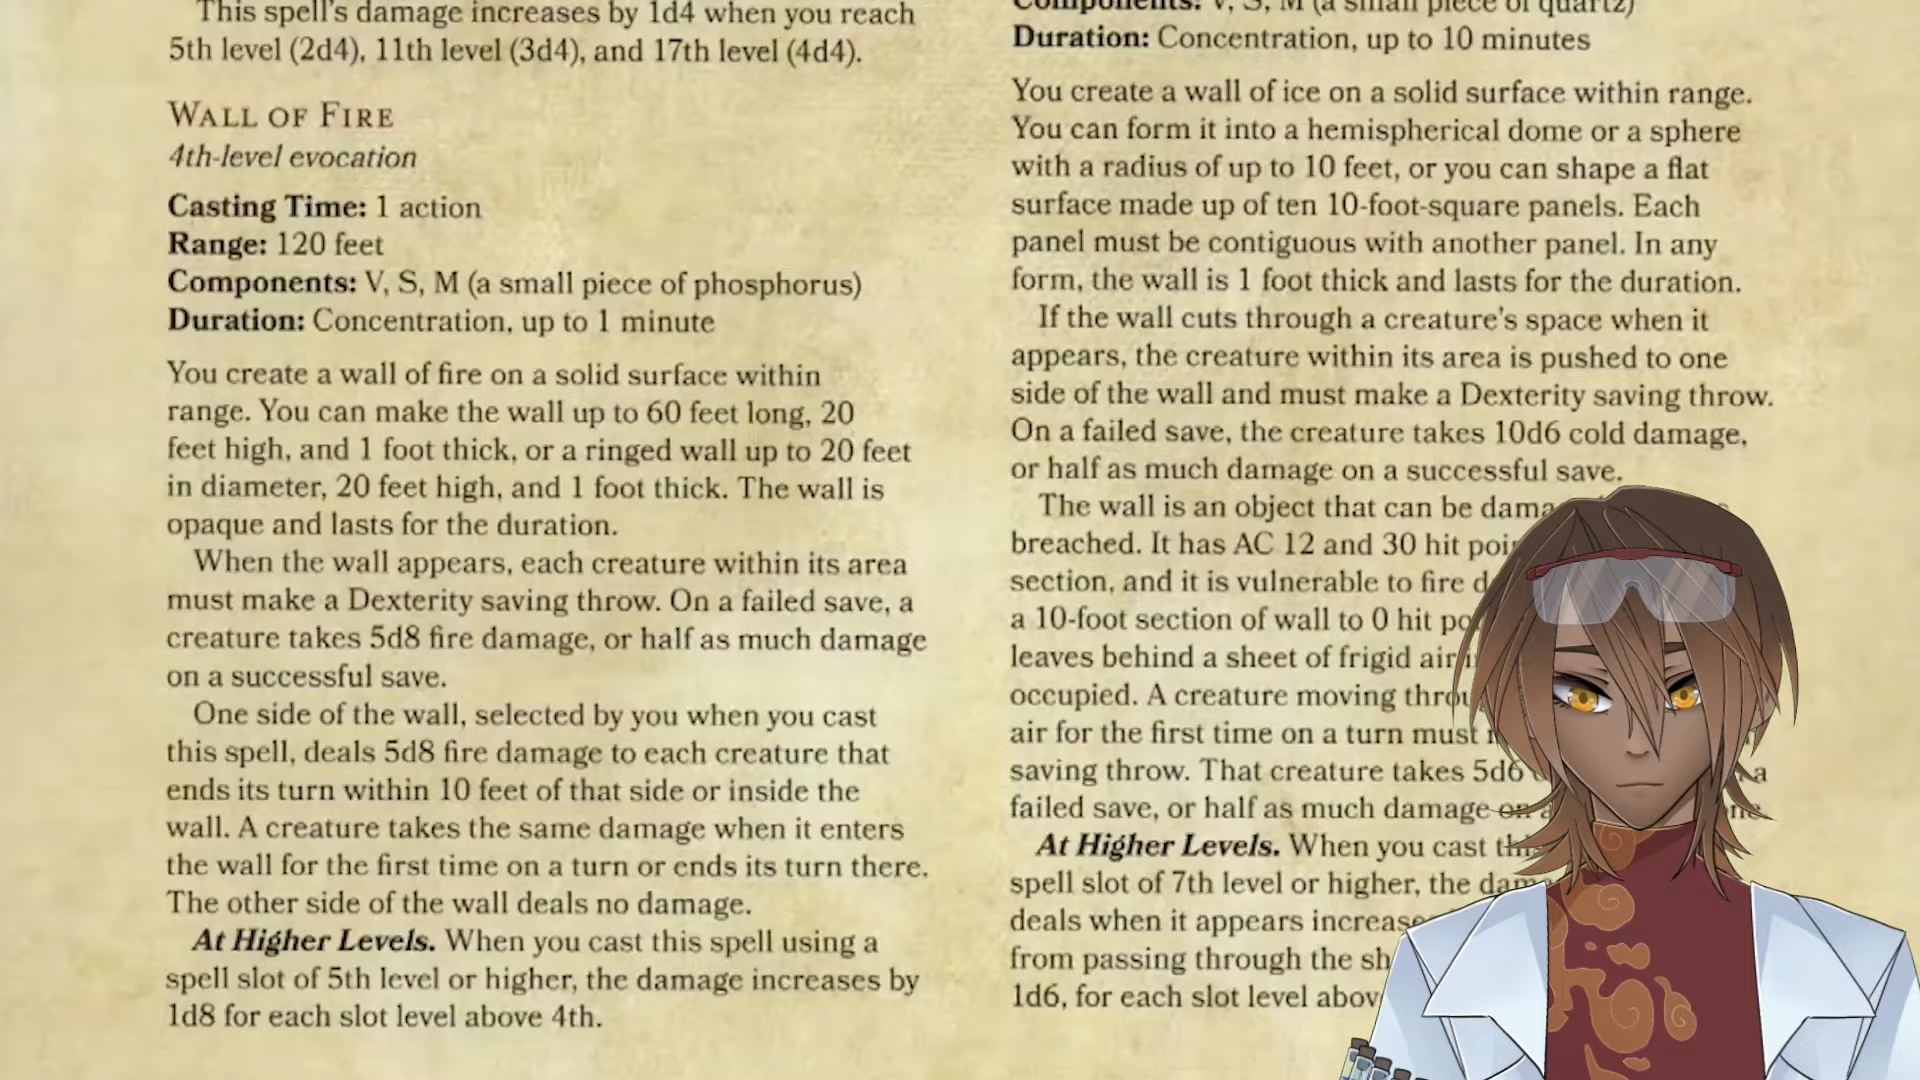 This spell's damage increases by 1d4 when you reach
5th level (2d4), 11th level (3d4), and 17th level (4d4).
WALL OF FIRE
4th-level evocation
Casting Time: 1 action
Range: 120 feet
Components: V, S, M (a small piece of phosphorus)
Duration: Concentration, up to 1 minute
You create a wall of fire on a solid surface within
range. You can make the wall up to 60 feet long, 20
feet high, and 1 foot thick, or a ringed wall up to 20 feet
in diameter, 20 feet high, and 1 foot thick. The wall is
opaque and lasts for the duration.
When the wall appears, each creature within its area
must make a Dexterity saving throw. On a failed save, a
creature takes 5d8 fire damage, or half as much damage
on a successful save.
One side of the wall, selected by you when you cast
this spell, deals 5d8 fire damage to each creature that
ends its turn within 10 feet of that side or inside the
wall. A creature takes the same damage when it enters
the wall for the first time on a turn or ends its turn there.
The other side of the wall deals no damage.
At Higher Levels. When you cast this spell using a
spell slot of 5th level or higher, the damage increases by
1d8 for each slot level above 4th.
Components: V, S, M (a small piece of quartz)
Duration: Concentration, up to 10 minutes
You create a wall of ice on a solid surface within range.
You can form it into a hemispherical dome or a sphere
with a radius of up to 10 feet, or you can shape a flat
surface made up of ten 10-foot-square panels. Each
panel must be contiguous with another panel. In any
form, the wall is 1 foot thick and lasts for the duration.
If the wall cuts through a creature's space when it
appears, the creature within its area is pushed to one
side of the wall and must make a Dexterity saving throw.
On a failed save, the creature takes 10d6 cold damage,
or half as much damage on a successful save.
The wall is an object that can be
breached. It has AC 12 and 30 hit
section, and it is vulnerable to fire
a 10-foot section of wall to 0 hit
leaves behind a sheet of frigid air
occupied. A creature moving
air for the first time on a turn must
saving throw. That creature takes 5d6 a
failed save, or half as much damage on
At Higher Levels. When you cast
spell slot of 7th level or higher, the
deals when it appears
from passing through the
1d6, for each slot level